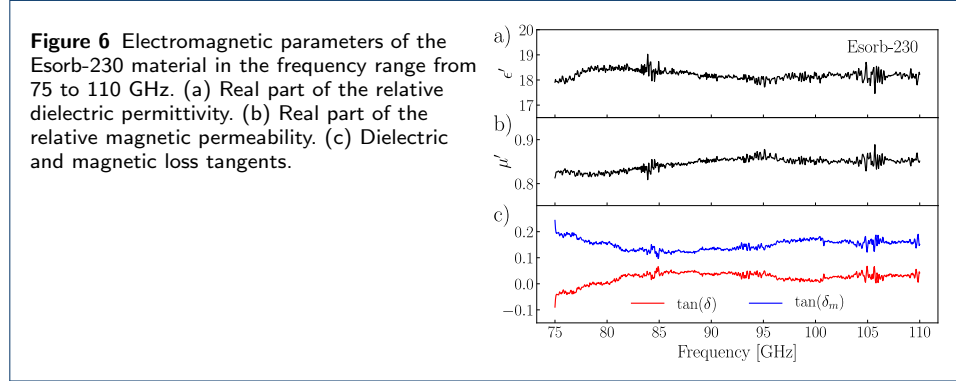 Figure 6 Electromagnetic parameters of the
Esorb-230 material in the frequency range from
75 to 110 GHz. (a) Real part of the relative
dielectric permittivity. (b) Real part of the
relative magnetic permeability. (c) Dielectric
and magnetic loss tangents.
a)
Esorb-230
20
19
18
17
ϵ′
b)
0.9
0.8
μ′
c)
0.2
0.1
0.0
−0.1
tan(δ)
tan(δₘ)
75 80 85 90 95 100 105 110
Frequency [GHz]